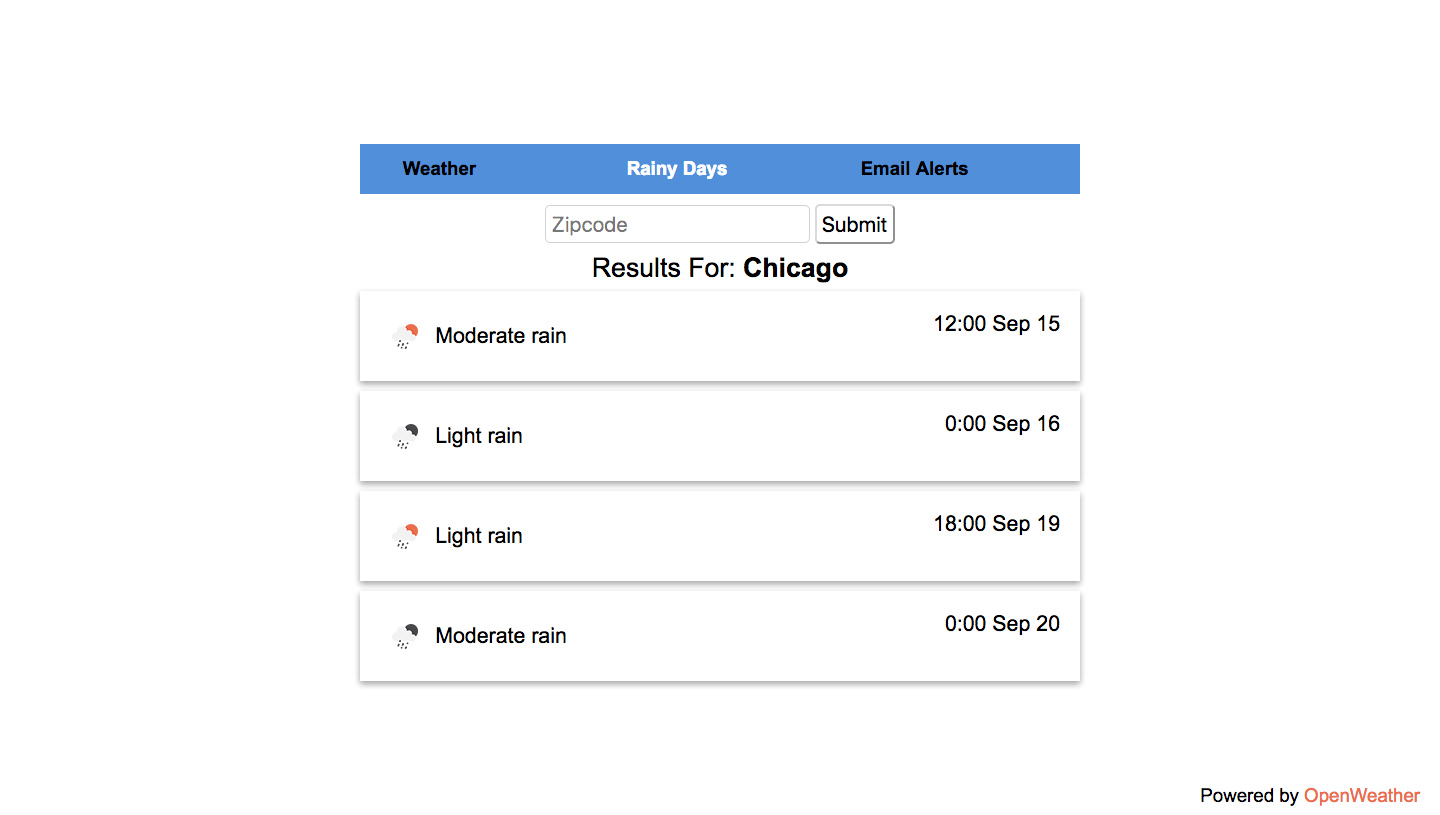 Weather Rainy Days Email Alerts
Zipcode Submit
Results For: Chicago
Moderate rain 12:00 Sep 15
Light rain 0:00 Sep 16
Light rain 18:00 Sep 19
Moderate rain 0:00 Sep 20
Powered by OpenWeather